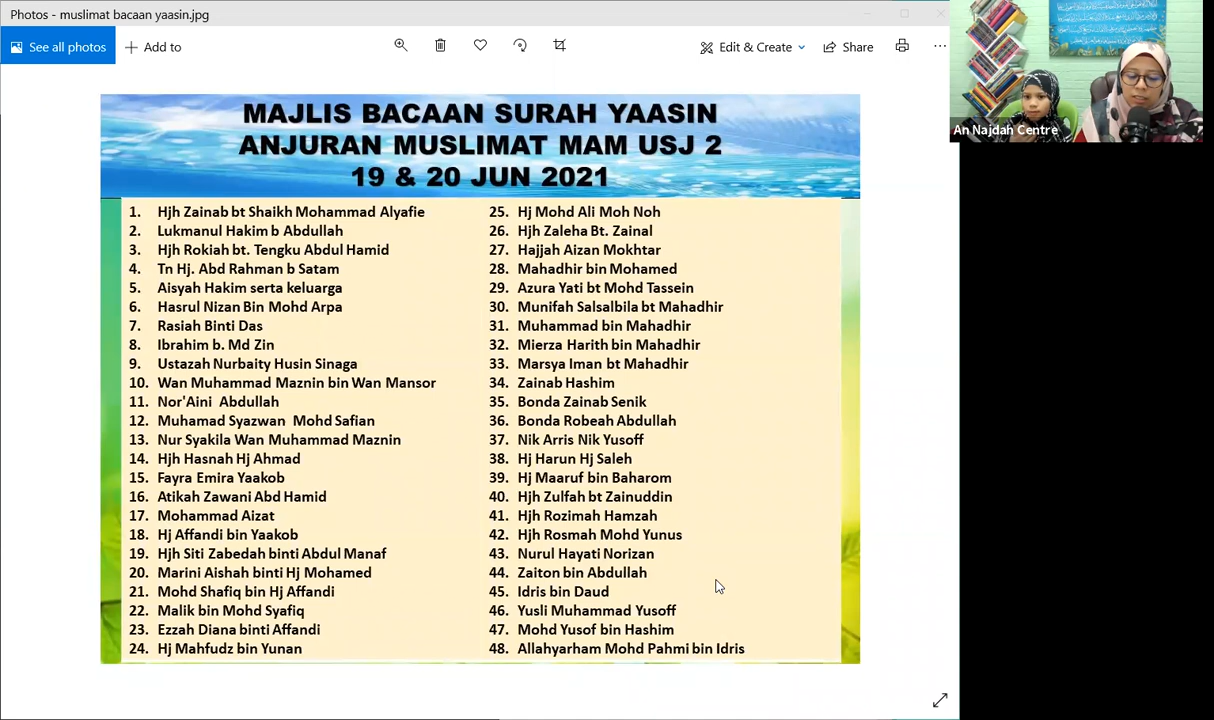 Photos - muslimat bacaan yaasin.jpg
See all photos
Add to
Edit & Create
Share
An Najdah Centre
MAJLIS BACAAN SURAH YAASIN
ANJURAN MUSLIMAT MAM USJ 2
19 & 20 JUN 2021
1. Hjh Zainab bt Shaikh Mohammad Alyafie
2. Lukmanul Hakim b Abdullah
3. Hjh Rokiah bt. Tengku Abdul Hamid
4. Tn Hj. Abd Rahman b Satam
5. Aisyah Hakim serta keluarga
6. Hasrul Nizan Bin Mohd Arpa
7. Rasiah Binti Das
8. Ibrahim b. Md Zin
9. Ustazah Nurbaity Husin Sinaga
10. Wan Muhammad Maznin bin Wan Mansor
11. Nor'Aini Abdullah
12. Muhamad Syazwan Mohd Safian
13. Nur Syakila Wan Muhammad Maznin
14. Hjh Hasnah Hj Ahmad
15. Fayra Emira Yaakob
16. Atikah Zawani Abd Hamid
17. Mohammad Aizat
18. Hj Affandi bin Yaakob
19. Hjh Siti Zabedah binti Abdul Manaf
20. Marini Aishah binti Hj Mohamed
21. Mohd Shafiq bin Hj Affandi
22. Malik bin Mohd Syafiq
23. Ezzah Diana binti Affandi
24. Hj Mahfudz bin Yunan
25. Hj Mohd Ali Moh Noh
26. Hjh Zaleha Bt. Zainal
27. Hajjah Aizan Mokhtar
28. Mahadhir bin Mohamed
29. Azura Yati bt Mohd Tassein
30. Munifah Salsalbila bt Mahadhir
31. Muhammad bin Mahadhir
32. Mierza Harith bin Mahadhir
33. Marsya Iman bt Mahadhir
34. Zainab Hashim
35. Bonda Zainab Senik
36. Bonda Robeah Abdullah
37. Nik Arris Nik Yusoff
38. Hj Harun Hj Saleh
39. Hj Maaruf bin Baharom
40. Hjh Zulfah bt Zainuddin
41. Hjh Rozimah Hamzah
42. Hjh Rosmah Mohd Yunus
43. Nurul Hayati Norizan
44. Zaiton bin Abdullah
45. Idris bin Daud
46. Yusli Muhammad Yusoff
47. Mohd Yusof bin Hashim
48. Allahyarham Mohd Pahmi bin Idris